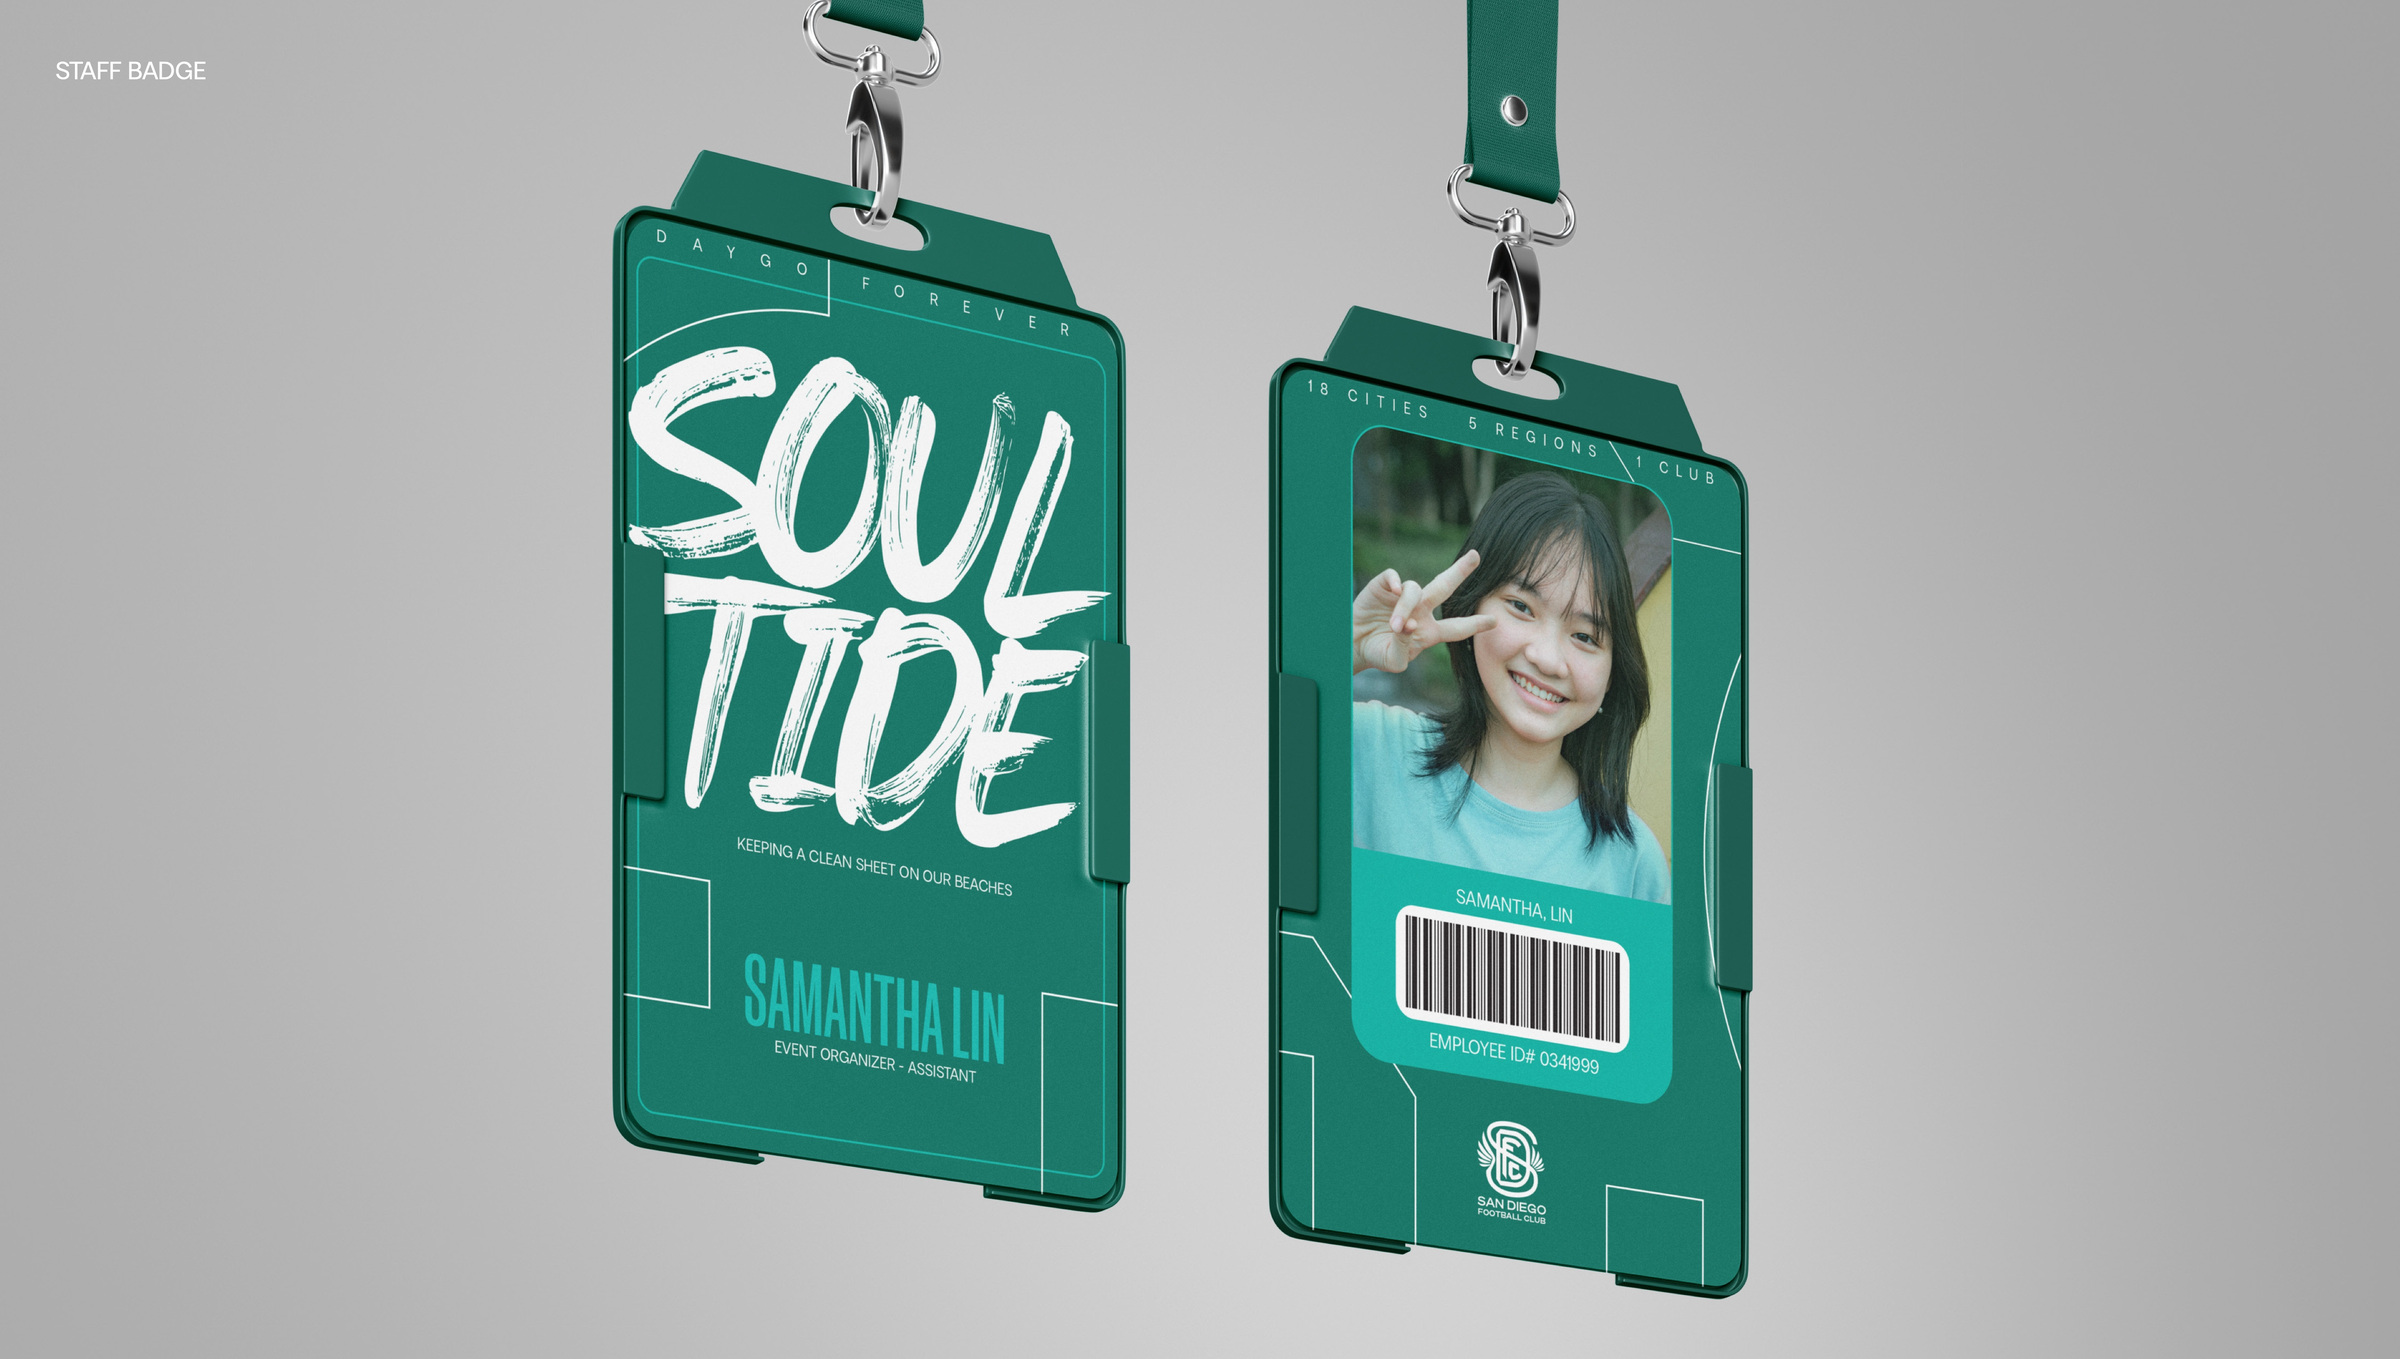 STAFF BADGE
DAYGO FOREVER
SOUL
TIDE
KEEPING A CLEAN SHEET ON OUR BEACHES
SAMANTHA LIN
EVENT ORGANIZER - ASSISTANT
18 CITIES 5 REGIONS 1 CLUB
SAMANTHA, LIN
EMPLOYEE ID# 0341999
SDFC
SAN DIEGO
FOOTBALL CLUB